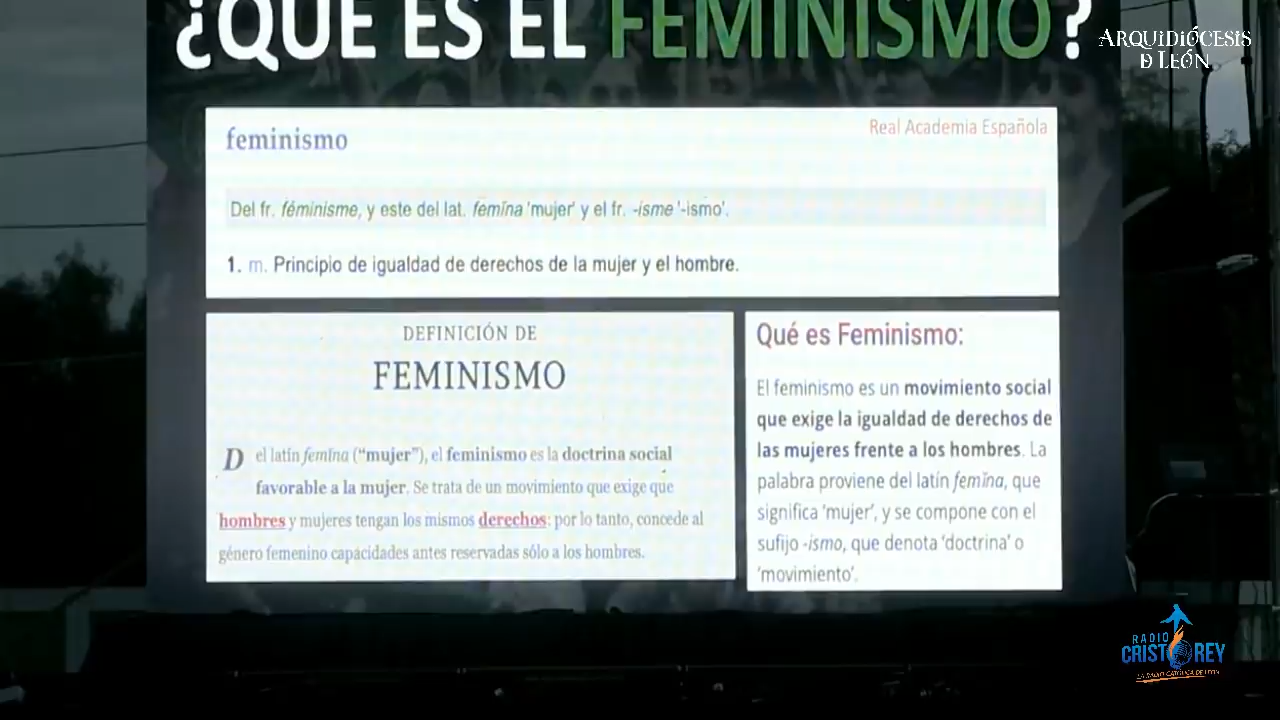 ¿QUÉ ES EL FEMINISMO?
ARQUIDIÓCESIS
D LEÓN
feminismo
Real Academia Española
Del fr. féminisme, y este del lat. femĭna 'mujer' y el fr. -isme '-ismo'.
1. m. Principio de igualdad de derechos de la mujer y el hombre.
DEFINICIÓN DE
FEMINISMO
Del latín femĭna (“mujer”), el feminismo es la doctrina social
favorable a la mujer. Se trata de un movimiento que exige que
hombres y mujeres tengan los mismos derechos: por lo tanto, concede al
género femenino capacidades antes reservadas sólo a los hombres.
Qué es Feminismo:
El feminismo es un movimiento social
que exige la igualdad de derechos de
las mujeres frente a los hombres. La
palabra proviene del latín femĭna, que
significa ‘mujer’, y se compone con el
sufijo -ismo, que denota ‘doctrina’ o
‘movimiento’.
RADIO
CRISTO REY
LA RADIO CATÓLICA DE LEÓN